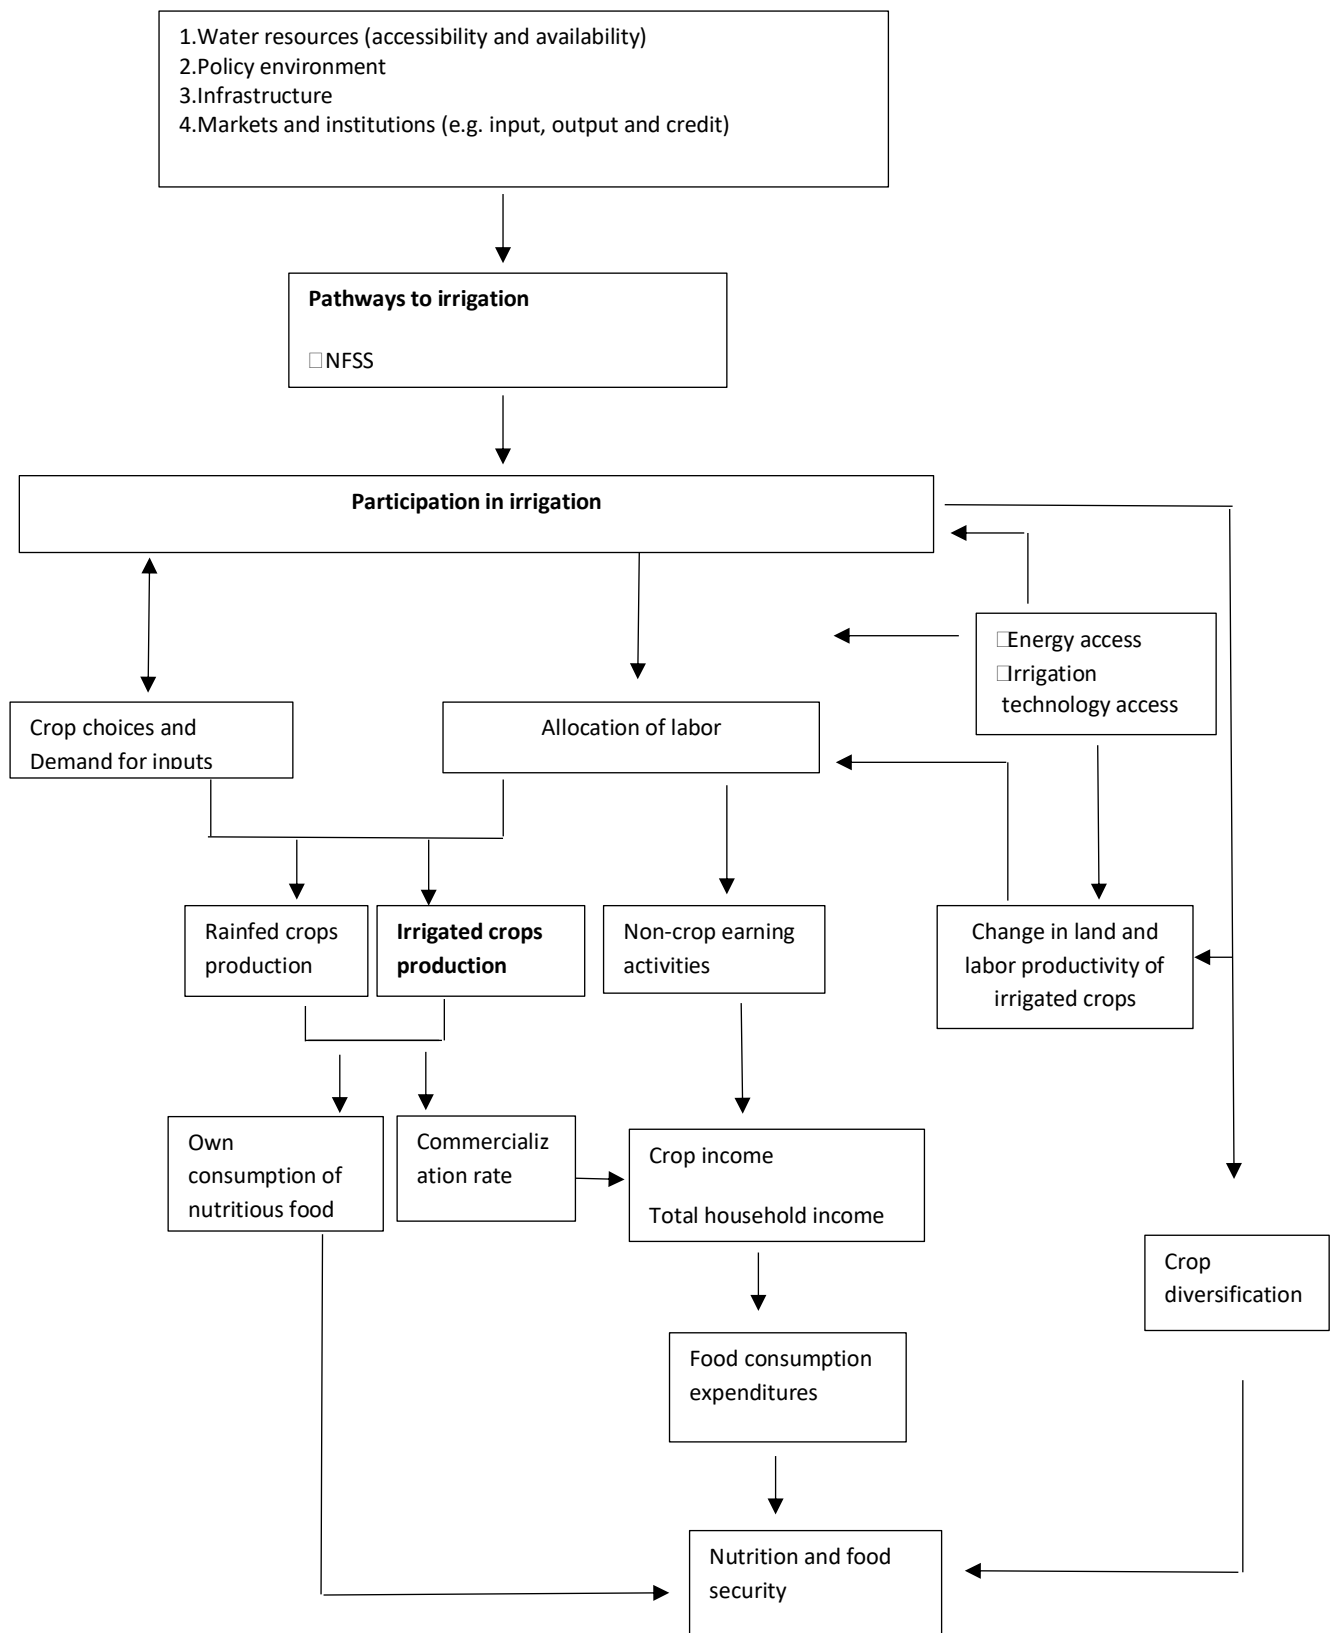 1.Water resources (accessibility and availability)
2.Policy environment
3.Infrastructure
4.Markets and institutions (e.g. input, output and credit)
Pathways to irrigation
□NFSS
Participation in irrigation
□Energy access
□Irrigation
technology access
Crop choices and
Demand for inputs
Allocation of labor
Rainfed crops
production
Irrigated crops
production
Non-crop earning
activities
Change in land and
labor productivity of
irrigated crops
Own
consumption of
nutritious food
Commercializ
ation rate
Crop income
Total household income
Crop
diversification
Food consumption
expenditures
Nutrition and food
security